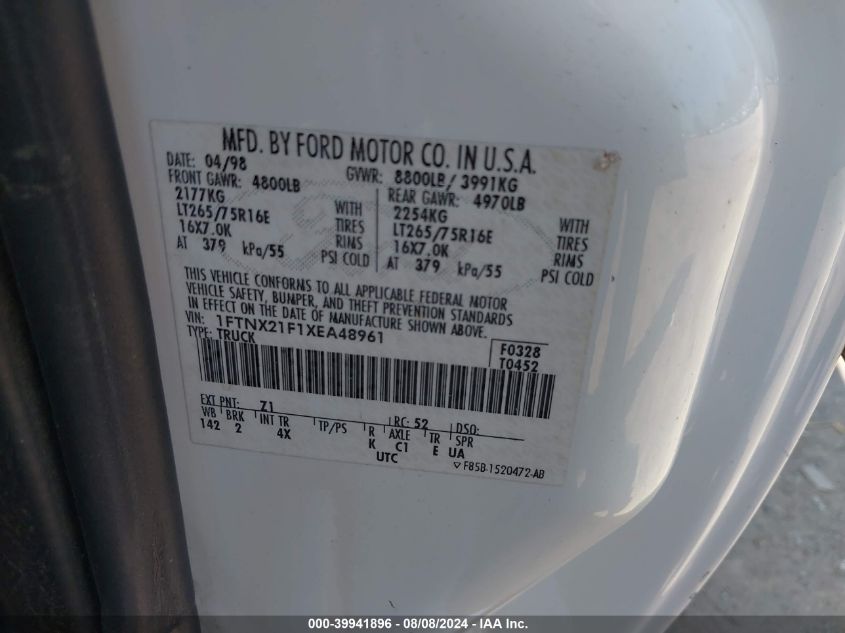 MFD. BY FORD MOTOR CO. IN U.S.A.
DATE: 04/98 GVWR: 8800LB/ 3991KG
FRONT GAWR: 4800LB REAR GAWR: 4970LB
2177KG WITH 2254KG WITH
LT265/75R16E TIRES LT265/75R16E TIRES
16X7.0K RIMS 16X7.0K RIMS
AT 379 kPa/55 PSI COLD AT 379 kPa/55 PSI COLD
THIS VEHICLE CONFORMS TO ALL APPLICABLE FEDERAL MOTOR
VEHICLE SAFETY, BUMPER, AND THEFT PREVENTION STANDARDS
IN EFFECT ON THE DATE OF MANUFACTURE SHOWN ABOVE.
VIN: 1FTNX21F1XEA48961
TYPE: TRUCK
F0328
T0452
EXT PNT: Z1 RC: 52 DSO:
WB BRK INT TR TP/PS R AXLE TR SPR
142 2 4X K C1 E UA
UTC
F85B-1520472-AB
000-39941896 - 08/08/2024 - IAA Inc.